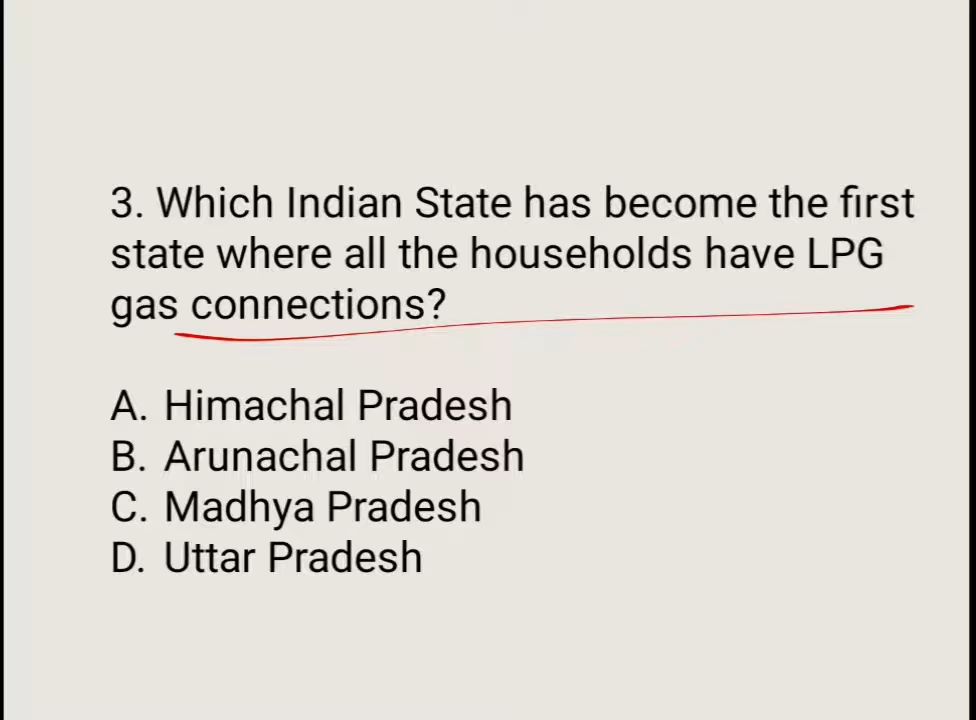 3. Which Indian State has become the first
state where all the households have LPG
gas connections?
A. Himachal Pradesh
B. Arunachal Pradesh
C. Madhya Pradesh
D. Uttar Pradesh